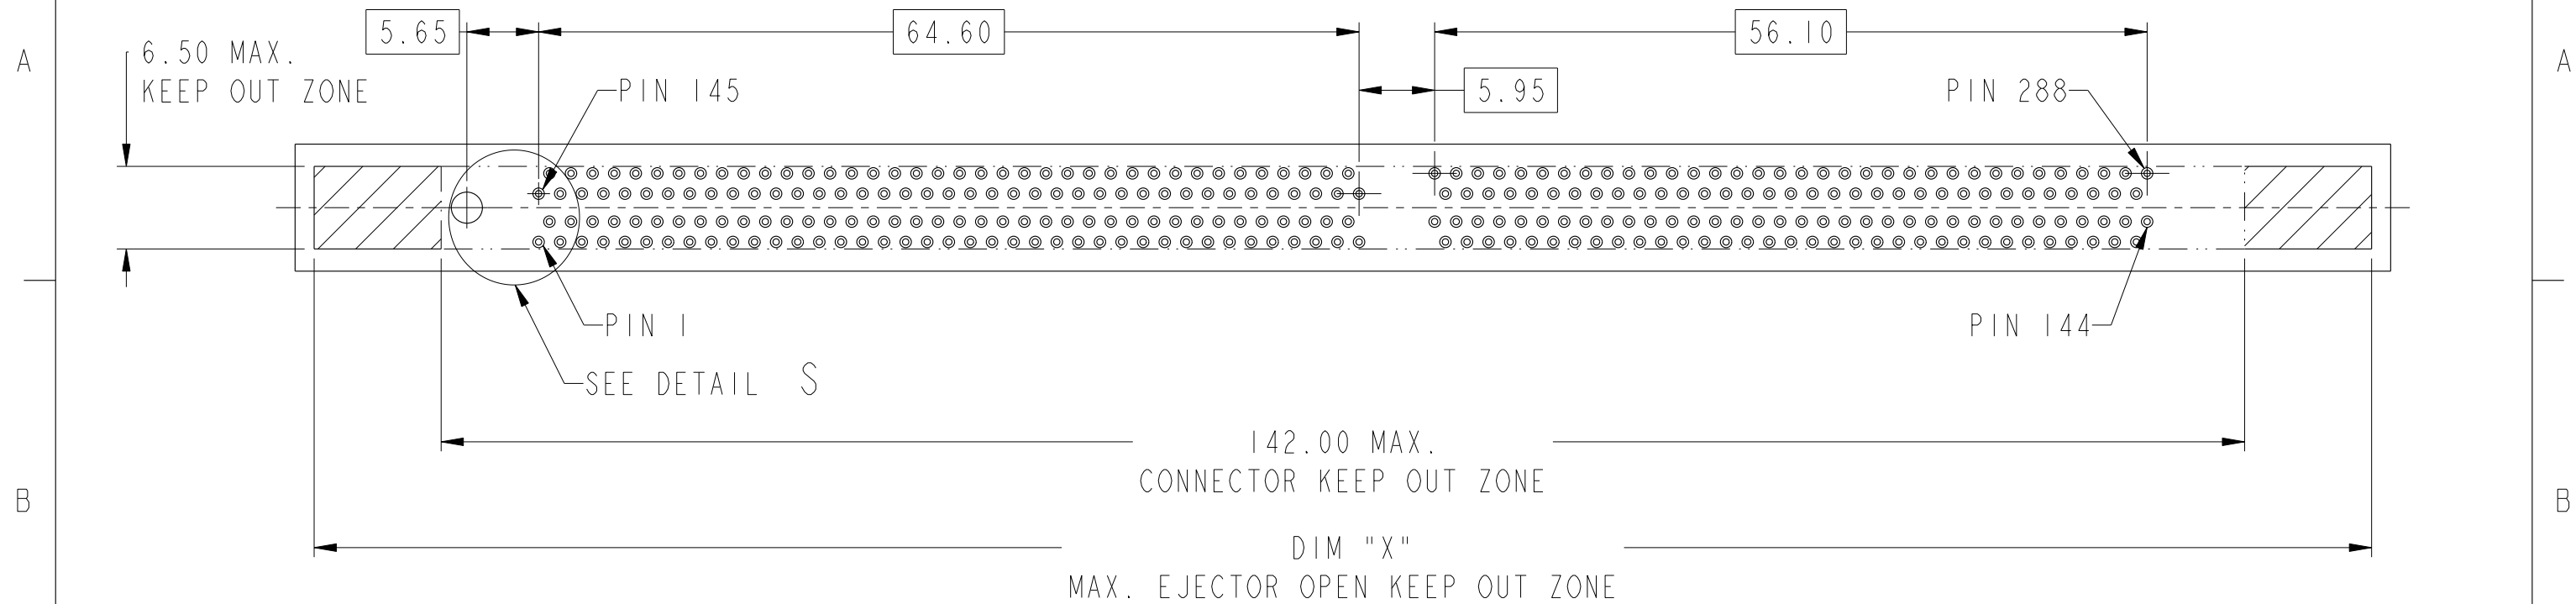 5.65
64.60
56.10
A
A
6.50 MAX.
KEEP OUT ZONE
PIN 145
5.95
PIN 288
PIN 1
PIN 144
SEE DETAIL S
142.00 MAX.
CONNECTOR KEEP OUT ZONE
B
B
DIM "X"
MAX. EJECTOR OPEN KEEP OUT ZONE